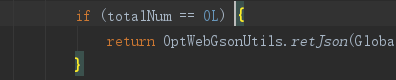 if (totalNum == 0L) {
return OptWebGsonUtils.retJson(Globa
}